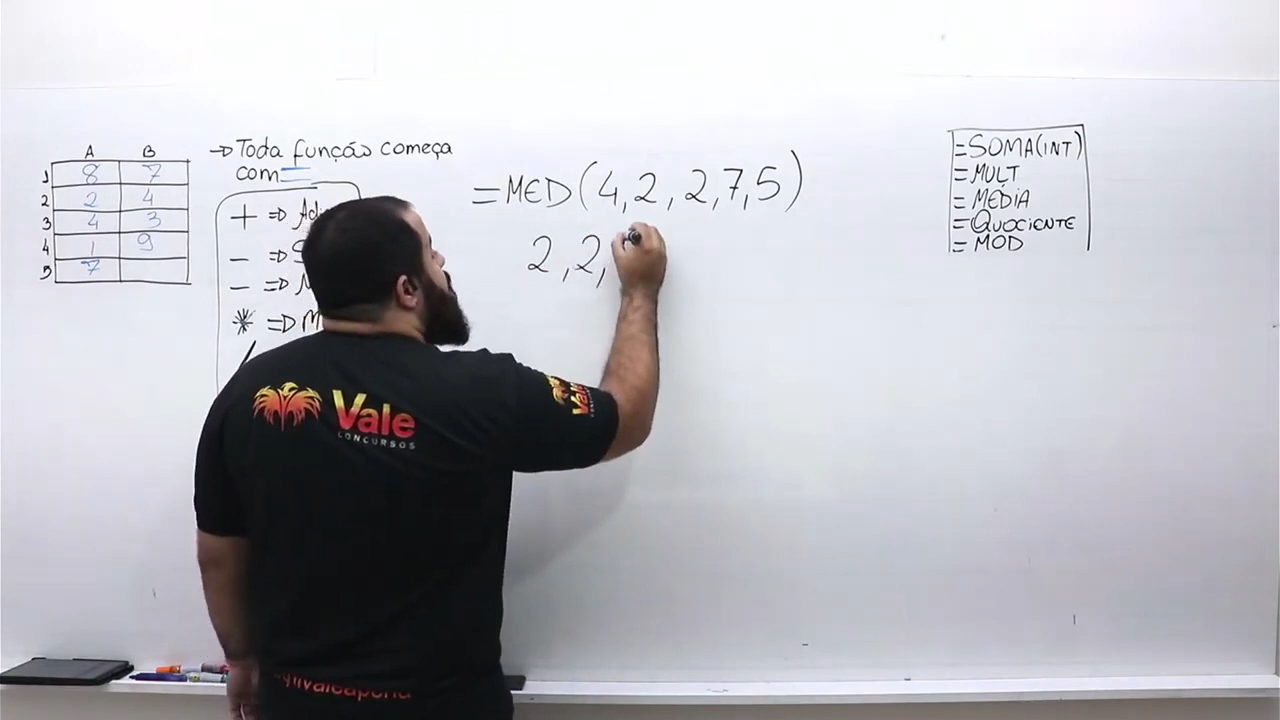 A B
1 8 7
2 2 4
3 4 3
4 1 9
5 7
→ Toda função começa
com =
+ ⇒
- ⇒
- ⇒
* ⇒ M
=MED(4,2,2,7,5)
2,2,
=SOMA(INT)
=MULT
=MÉDIA
=QUOCIENTE
=MOD
Vale
CONCURSOS